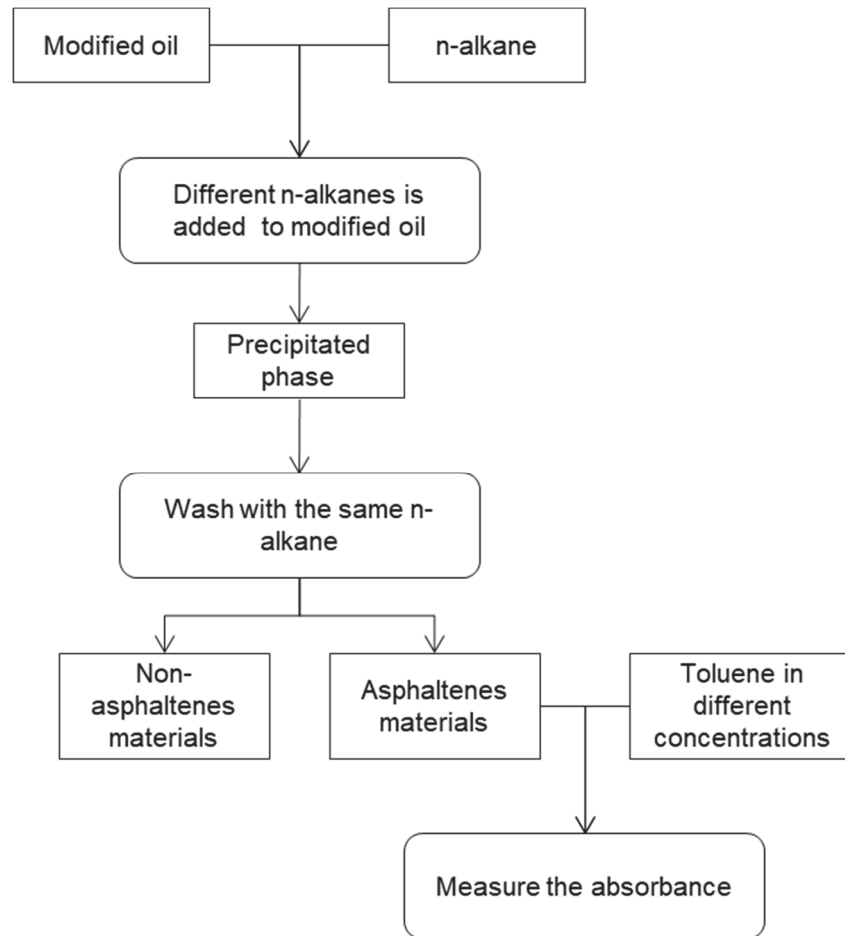 Modified oil
n-alkane
Different n-alkanes is
added to modified oil
Precipitated
phase
Wash with the same n-
alkane
Non-
asphaltenes
materials
Asphaltenes
materials
Toluene in
different
concentrations
Measure the absorbance